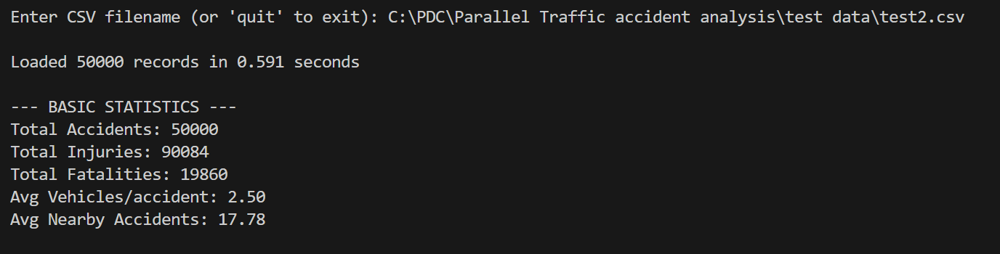 Enter CSV filename (or 'quit' to exit): C:\PDC\Parallel Traffic accident analysis\test data\test2.csv
Loaded 50000 records in 0.591 seconds
--- BASIC STATISTICS ---
Total Accidents: 50000
Total Injuries: 90084
Total Fatalities: 19860
Avg Vehicles/accident: 2.50
Avg Nearby Accidents: 17.78